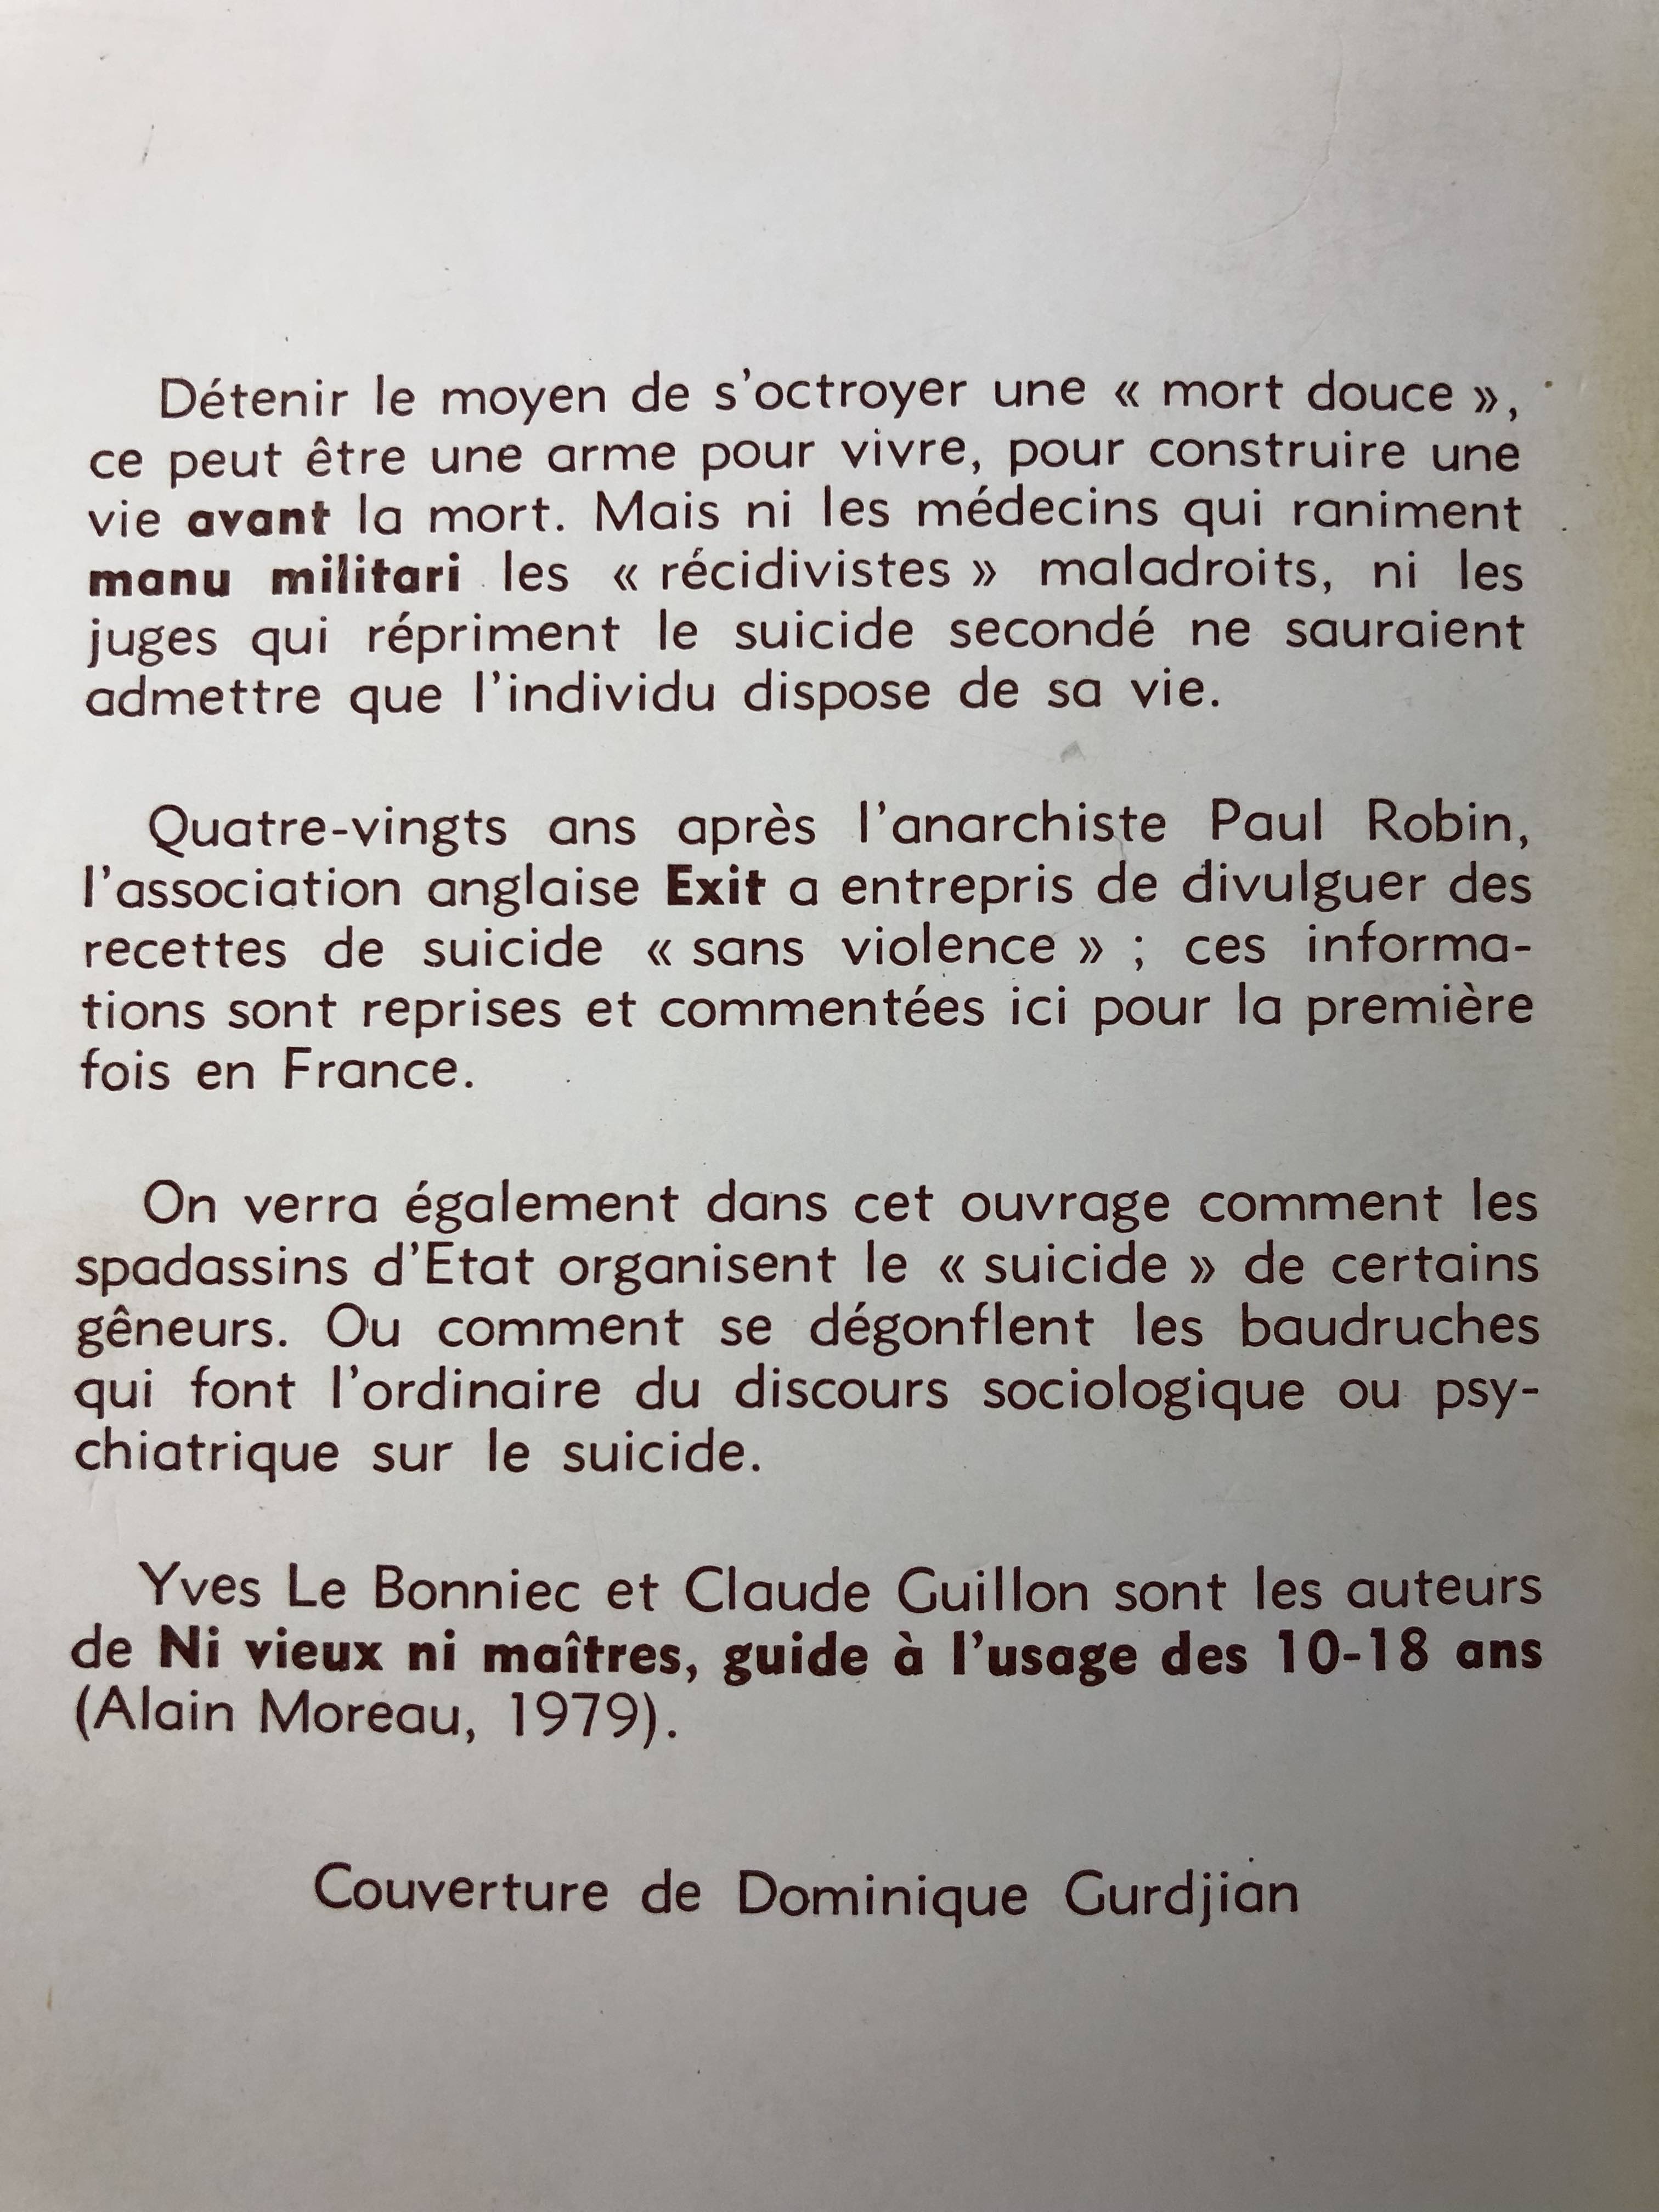 Détenir le moyen de s'octroyer une « mort douce »,
ce peut être une arme pour vivre, pour construire une
vie avant la mort. Mais ni les médecins qui raniment
manu militari les « récidivistes » maladroits, ni les
juges qui répriment le suicide secondé ne sauraient
admettre que l'individu dispose de sa vie.
Quatre-vingts ans après l'anarchiste Paul Robin,
l'association anglaise Exit a entrepris de divulguer des
recettes de suicide « sans violence » ; ces informa-
tions sont reprises et commentées ici pour la première
fois en France.
On verra également dans cet ouvrage comment les
spadassins d'Etat organisent le « suicide » de certains
gêneurs. Ou comment se dégonflent les baudruches
qui font l'ordinaire du discours sociologique ou psy-
chiatrique sur le suicide.
Yves Le Bonniec et Claude Guillon sont les auteurs
de Ni vieux ni maîtres, guide à l'usage des 10-18 ans
(Alain Moreau, 1979).
Couverture de Dominique Gurdjian